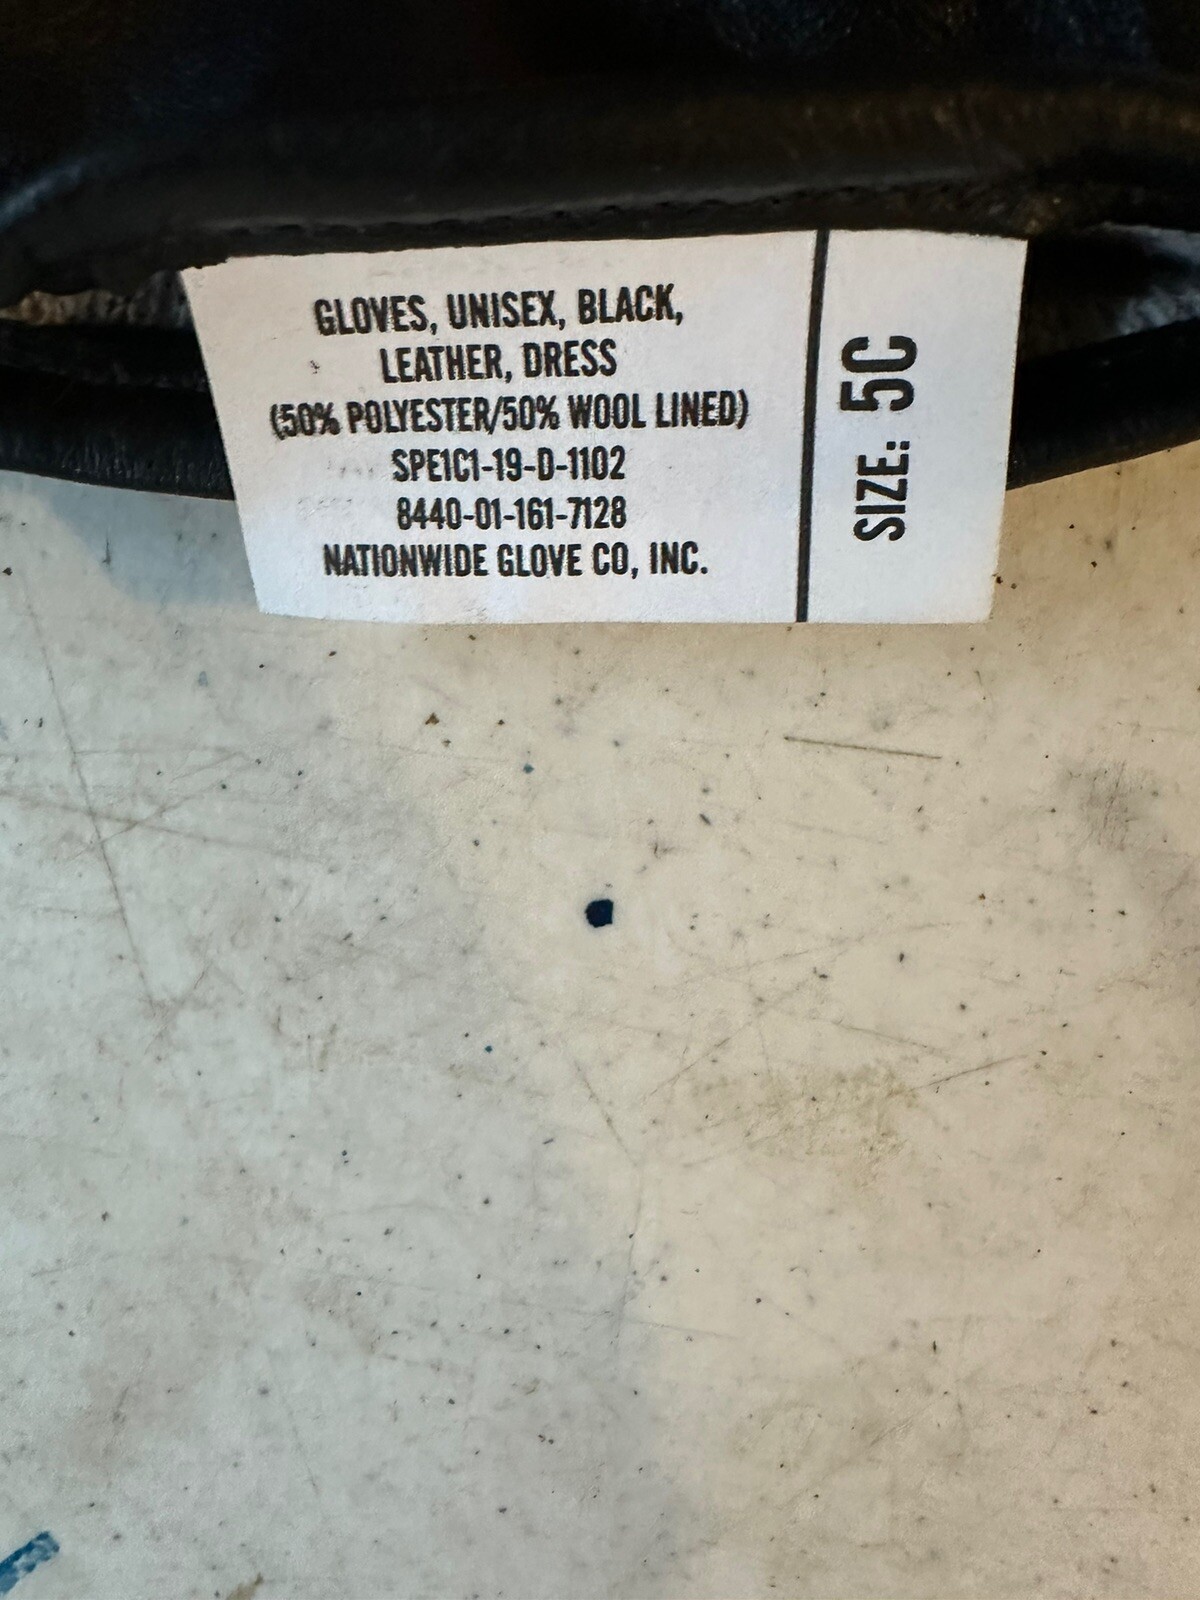 GLOVES, UNISEX, BLACK,
LEATHER, DRESS
(50% POLYESTER/50% WOOL LINED)
SPE1C1-19-D-1102
8440-01-161-7128
NATIONWIDE GLOVE CO, INC.
SIZE: 5C